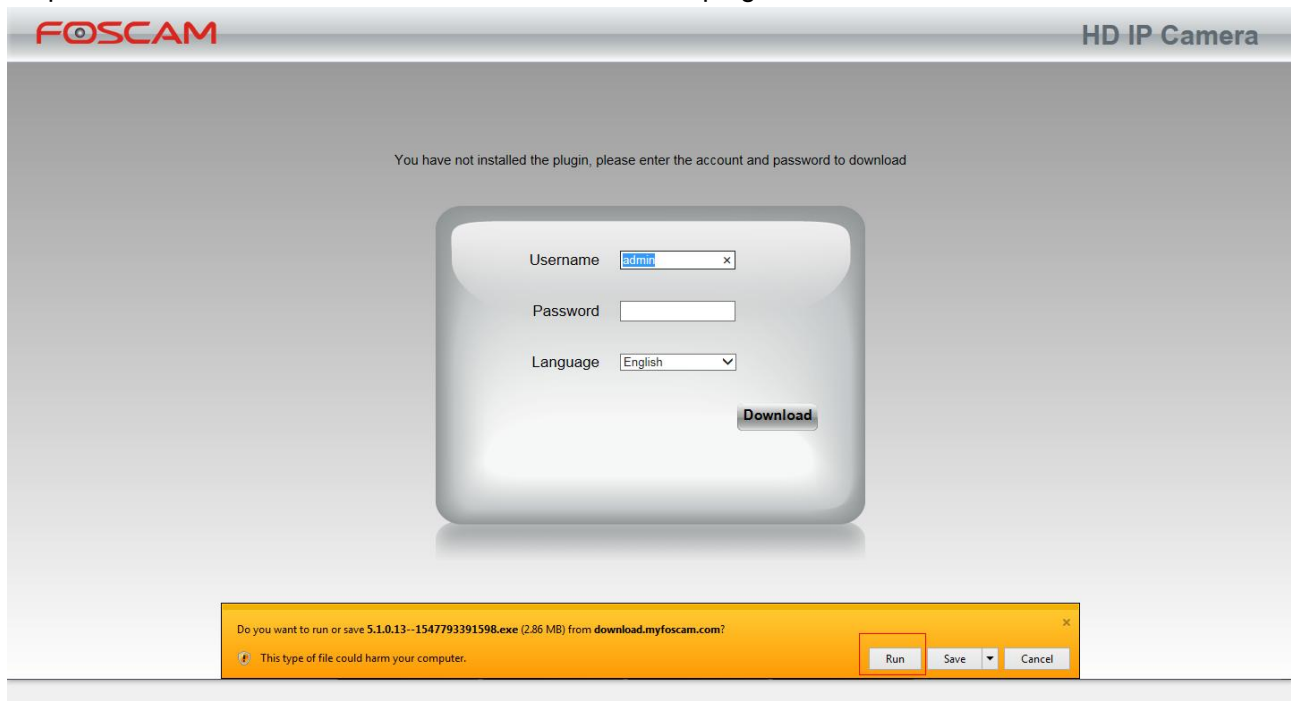 FOSCAM
HD IP Camera
You have not installed the plugin, please enter the account and password to download
Username admin ×
Password
Language English
Download
Do you want to run or save 5.1.0.13--1547793391598.exe (2.86 MB) from download.myfoscam.com? ×
This type of file could harm your computer.
Run Save Cancel